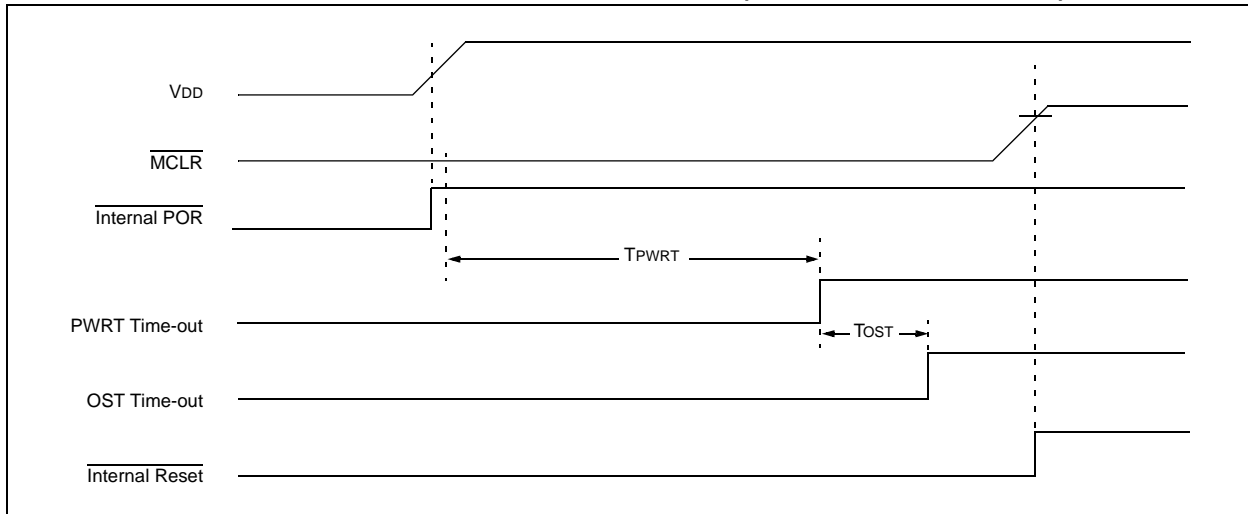 VDD
MCLR
Internal POR
TPWRT
PWRT Time-out
TOST
OST Time-out
Internal Reset